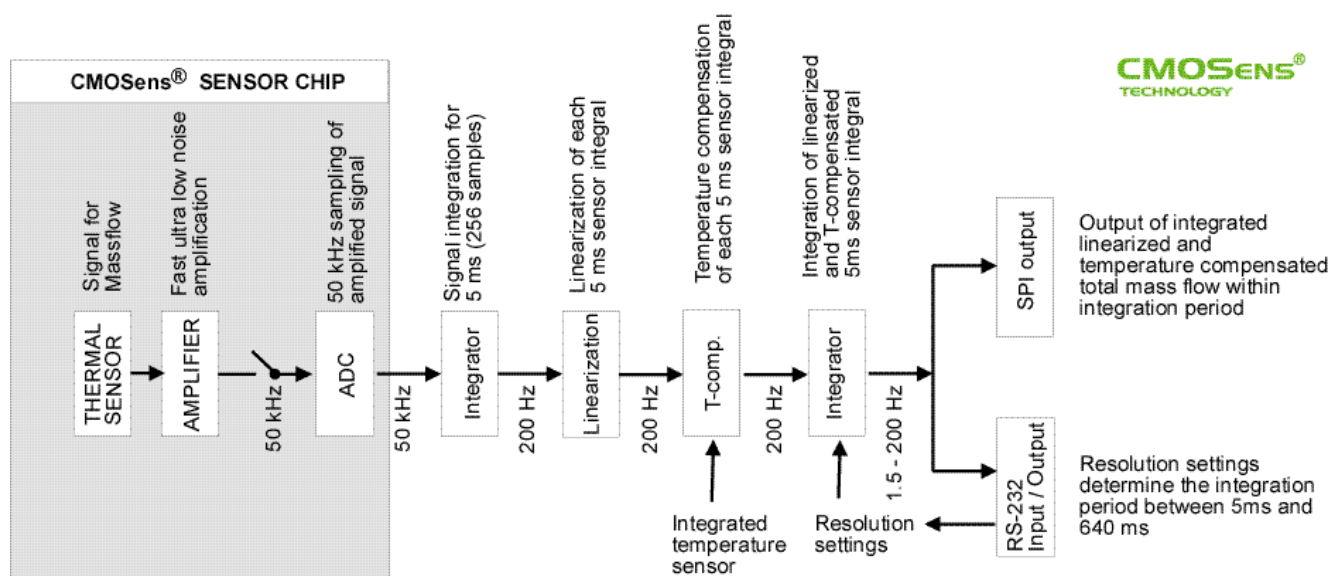 CMOSens® SENSOR CHIP
CMOSENS®
TECHNOLOGY
Signal for
Massflow
THERMAL
SENSOR
Fast ultra low noise
amplification
AMPLIFIER
50 kHz
50 kHz sampling of
amplified signal
ADC
50 kHz
Signal integration for
5 ms (256 samples)
Integrator
200 Hz
Linearization of each
5 ms sensor integral
Linearization
200 Hz
Temperature compensation
of each 5 ms sensor integral
T-comp.
Integrated
temperature
sensor
200 Hz
Integration of linearized
and T-compensated
5ms sensor integral
Integrator
Resolution
settings
1.5 - 200 Hz
SPI output
Output of integrated
linearized and
temperature compensated
total mass flow within
integration period
RS-232
Input / Output
Resolution settings
determine the integration
period between 5ms and
640 ms